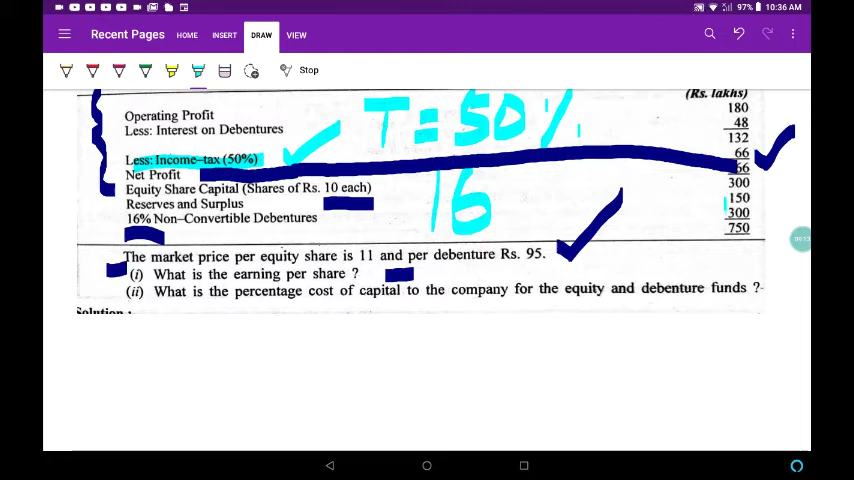 97% 10:36 AM
Recent Pages HOME INSERT DRAW VIEW
Stop
(Rs. lakhs)
Operating Profit 180
Less: Interest on Debentures 48
132
Less: Income-tax (50%) 66
Net Profit 66
Equity Share Capital (Shares of Rs. 10 each) 300
Reserves and Surplus 150
16% Non-Convertible Debentures 300
750
T = 50%
16
The market price per equity share is 11 and per debenture Rs. 95.
(i) What is the earning per share ?
(ii) What is the percentage cost of capital to the company for the equity and debenture funds ?
Solution :